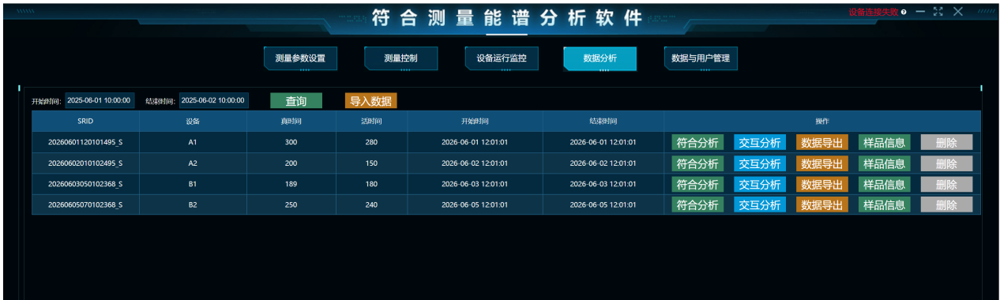 符合测量能谱分析软件
设备连接失败
测量参数设置 测量控制 设备运行监控 数据分析 数据与用户管理
开始时间: 2025-06-01 10:00:00 结束时间: 2025-06-02 10:00:00 查询 导入数据
SRID 设备 真时间 活时间 开始时间 结束时间 操作
20260601120101495_S A1 300 280 2026-06-01 12:01:01 2026-06-01 12:01:01 符合分析 交互分析 数据导出 样品信息 删除
20260602010102495_S A2 200 150 2026-06-02 12:01:01 2026-06-02 12:01:01 符合分析 交互分析 数据导出 样品信息 删除
20260603050102368_S B1 189 180 2026-06-03 12:01:01 2026-06-03 12:01:01 符合分析 交互分析 数据导出 样品信息 删除
20260605070102368_S B2 250 240 2026-06-05 12:01:01 2026-06-05 12:01:01 符合分析 交互分析 数据导出 样品信息 删除